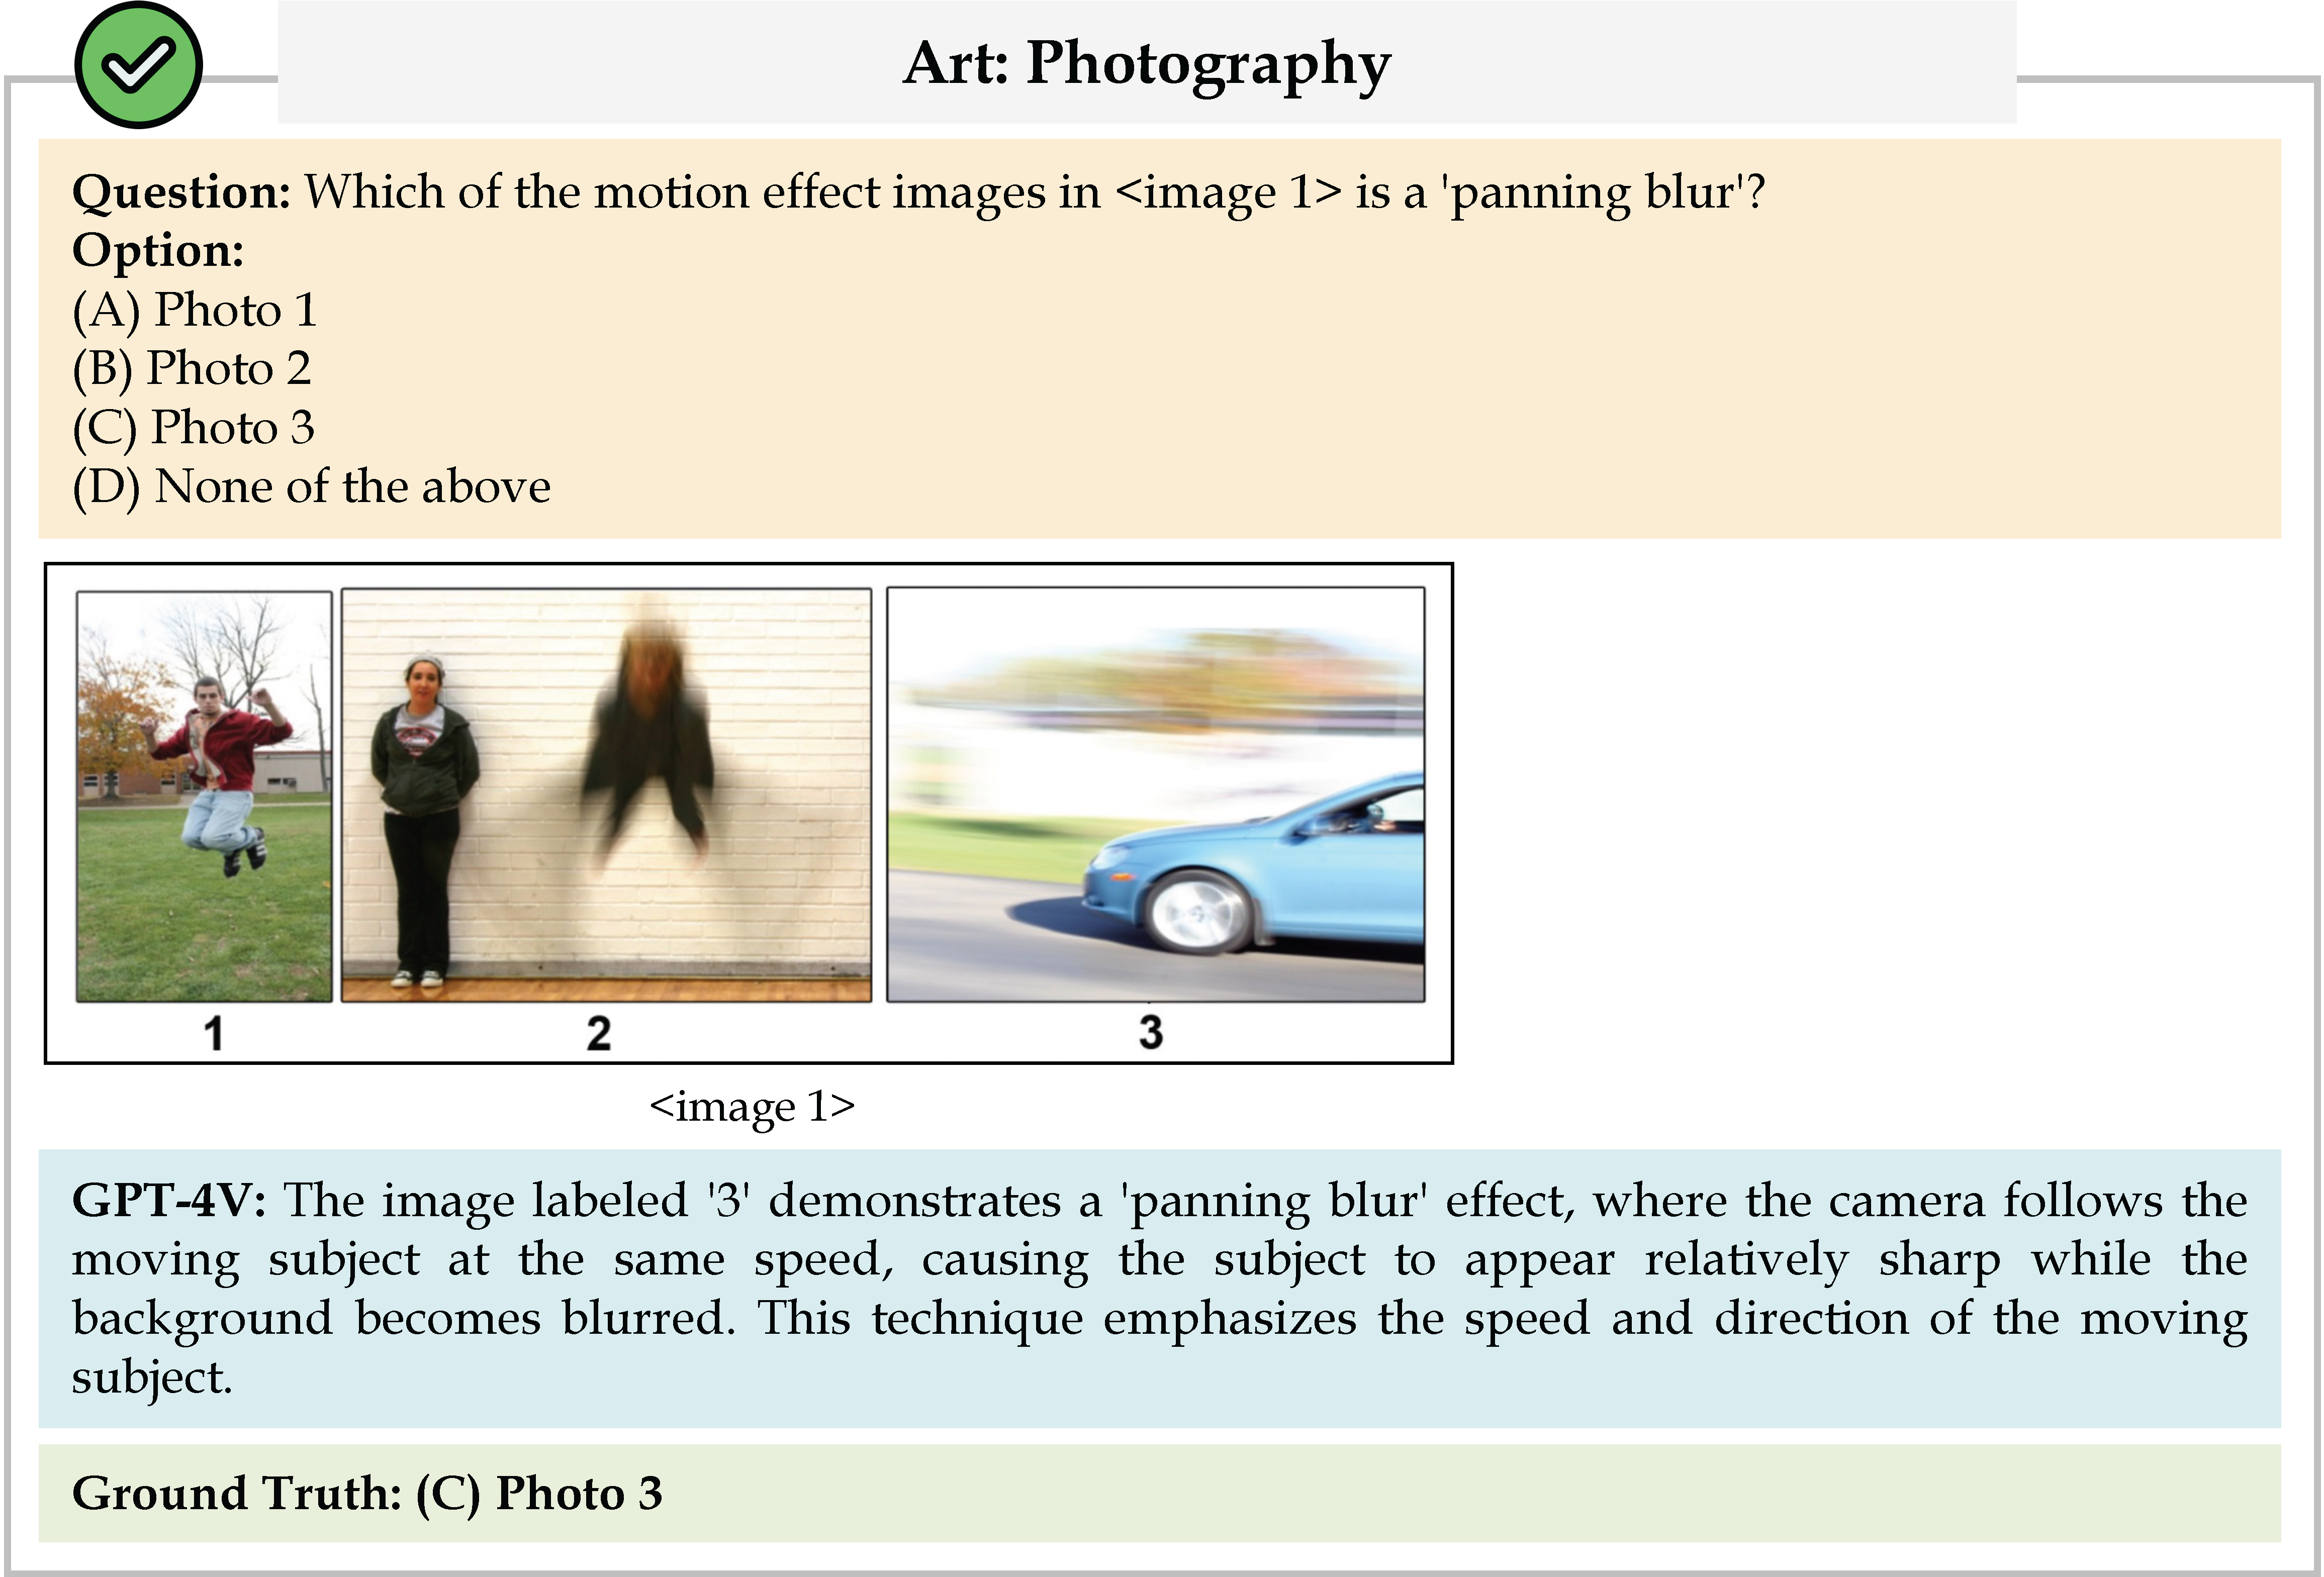 Art: Photography
Question: Which of the motion effect images in <image 1> is a 'panning blur'?
Option:
(A) Photo 1
(B) Photo 2
(C) Photo 3
(D) None of the above
1
2
3
<image 1>
GPT-4V: The image labeled '3' demonstrates a 'panning blur' effect, where the camera follows the
moving subject at the same speed, causing the subject to appear relatively sharp while the
background becomes blurred. This technique emphasizes the speed and direction of the moving
subject.
Ground Truth: (C) Photo 3